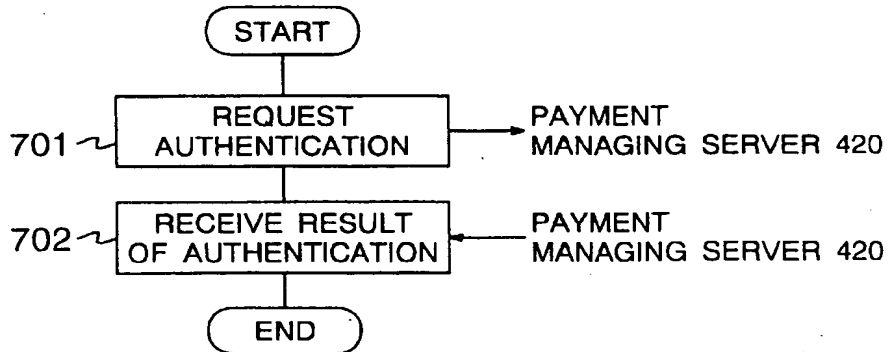 START
REQUEST
AUTHENTICATION
701
PAYMENT
MANAGING SERVER 420
RECEIVE RESULT
OF AUTHENTICATION
702
PAYMENT
MANAGING SERVER 420
END